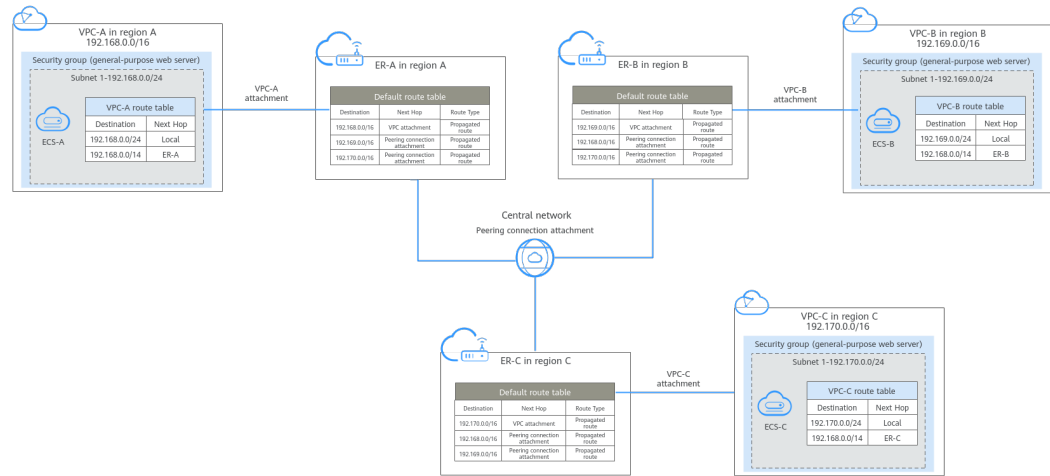 VPC-A in region A
192.168.0.0/16
Security group (general-purpose web server)
Subnet 1-192.168.0.0/24
ECS-A
VPC-A route table
Destination Next Hop
192.168.0.0/24 Local
192.168.0.0/14 ER-A
VPC-A
attachment
ER-A in region A
Default route table
Destination Next Hop Route Type
192.168.0.0/16 VPC attachment Propagated route
192.169.0.0/16 Peering connection attachment Propagated route
192.170.0.0/16 Peering connection attachment Propagated route
ER-B in region B
Default route table
Destination Next Hop Route Type
192.169.0.0/16 VPC attachment Propagated route
192.168.0.0/16 Peering connection attachment Propagated route
192.170.0.0/16 Peering connection attachment Propagated route
VPC-B
attachment
VPC-B in region B
192.169.0.0/16
Security group (general-purpose web server)
Subnet 1-192.169.0.0/24
ECS-B
VPC-B route table
Destination Next Hop
192.169.0.0/24 Local
192.168.0.0/14 ER-B
Central network
Peering connection attachment
ER-C in region C
Default route table
Destination Next Hop Route Type
192.170.0.0/16 VPC attachment Propagated route
192.168.0.0/16 Peering connection attachment Propagated route
192.169.0.0/16 Peering connection attachment Propagated route
VPC-C
attachment
VPC-C in region C
192.170.0.0/16
Security group (general-purpose web server)
Subnet 1-192.170.0.0/24
ECS-C
VPC-C route table
Destination Next Hop
192.170.0.0/24 Local
192.168.0.0/14 ER-C